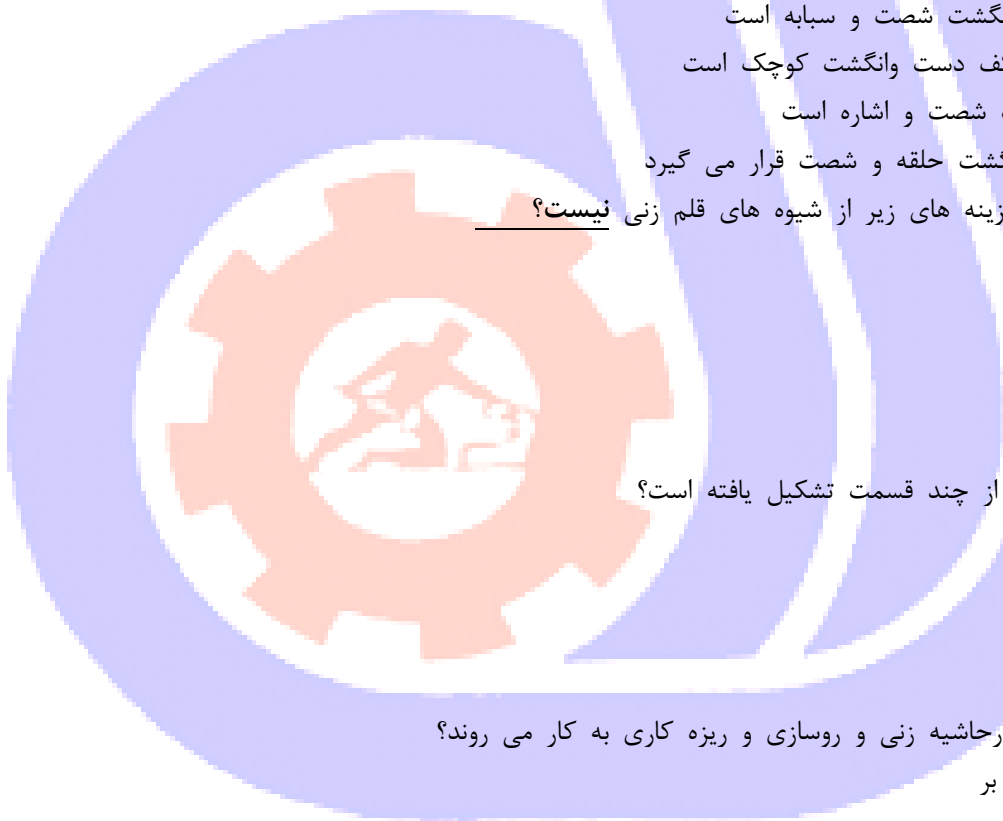 نگشت شصت و سبابه است
کف دست وانگشت کوچک است
شصت و اشاره است
گشت حلقه و شصت قرار می گیرد
زینه های زیر از شیوه های قلم زنی نیست؟
از چند قسمت تشکیل یافته است؟
رحاشیه زنی و روسازی و ریزه کاری به کار می روند؟
بر